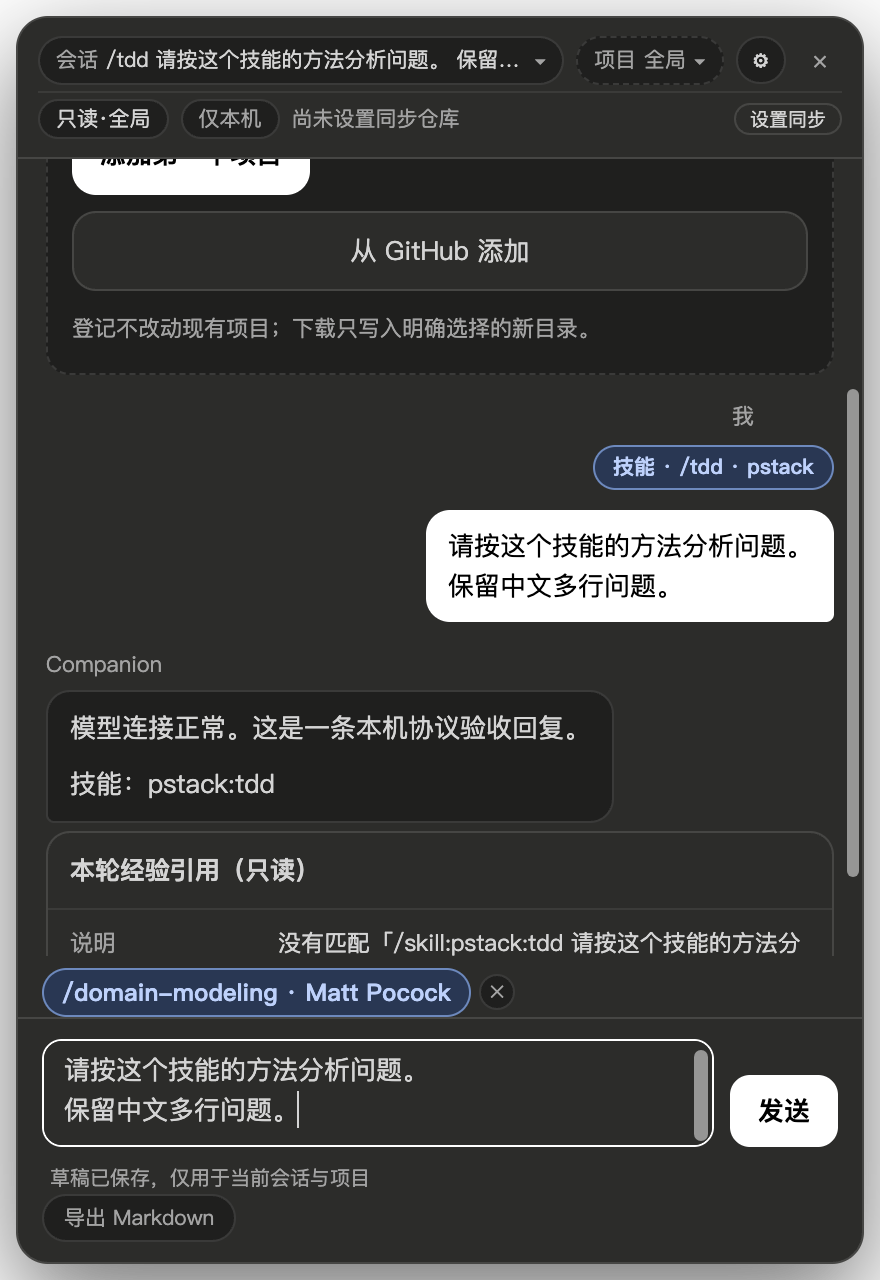 会话 /tdd 请按这个技能的方法分析问题。 保留...
项目 全局
只读·全局
仅本机
尚未设置同步仓库
设置同步
添加第一个项目
从 GitHub 添加
登记不改动现有项目；下载只写入明确选择的新目录。
我
技能 · /tdd · pstack
请按这个技能的方法分析问题。
保留中文多行问题。
Companion
模型连接正常。这是一条本机协议验收回复。
技能：pstack:tdd
本轮经验引用（只读）
说明 没有匹配「/skill:pstack:tdd 请按这个技能的方法分
/domain-modeling · Matt Pocock
请按这个技能的方法分析问题。
保留中文多行问题。
发送
草稿已保存，仅用于当前会话与项目
导出 Markdown